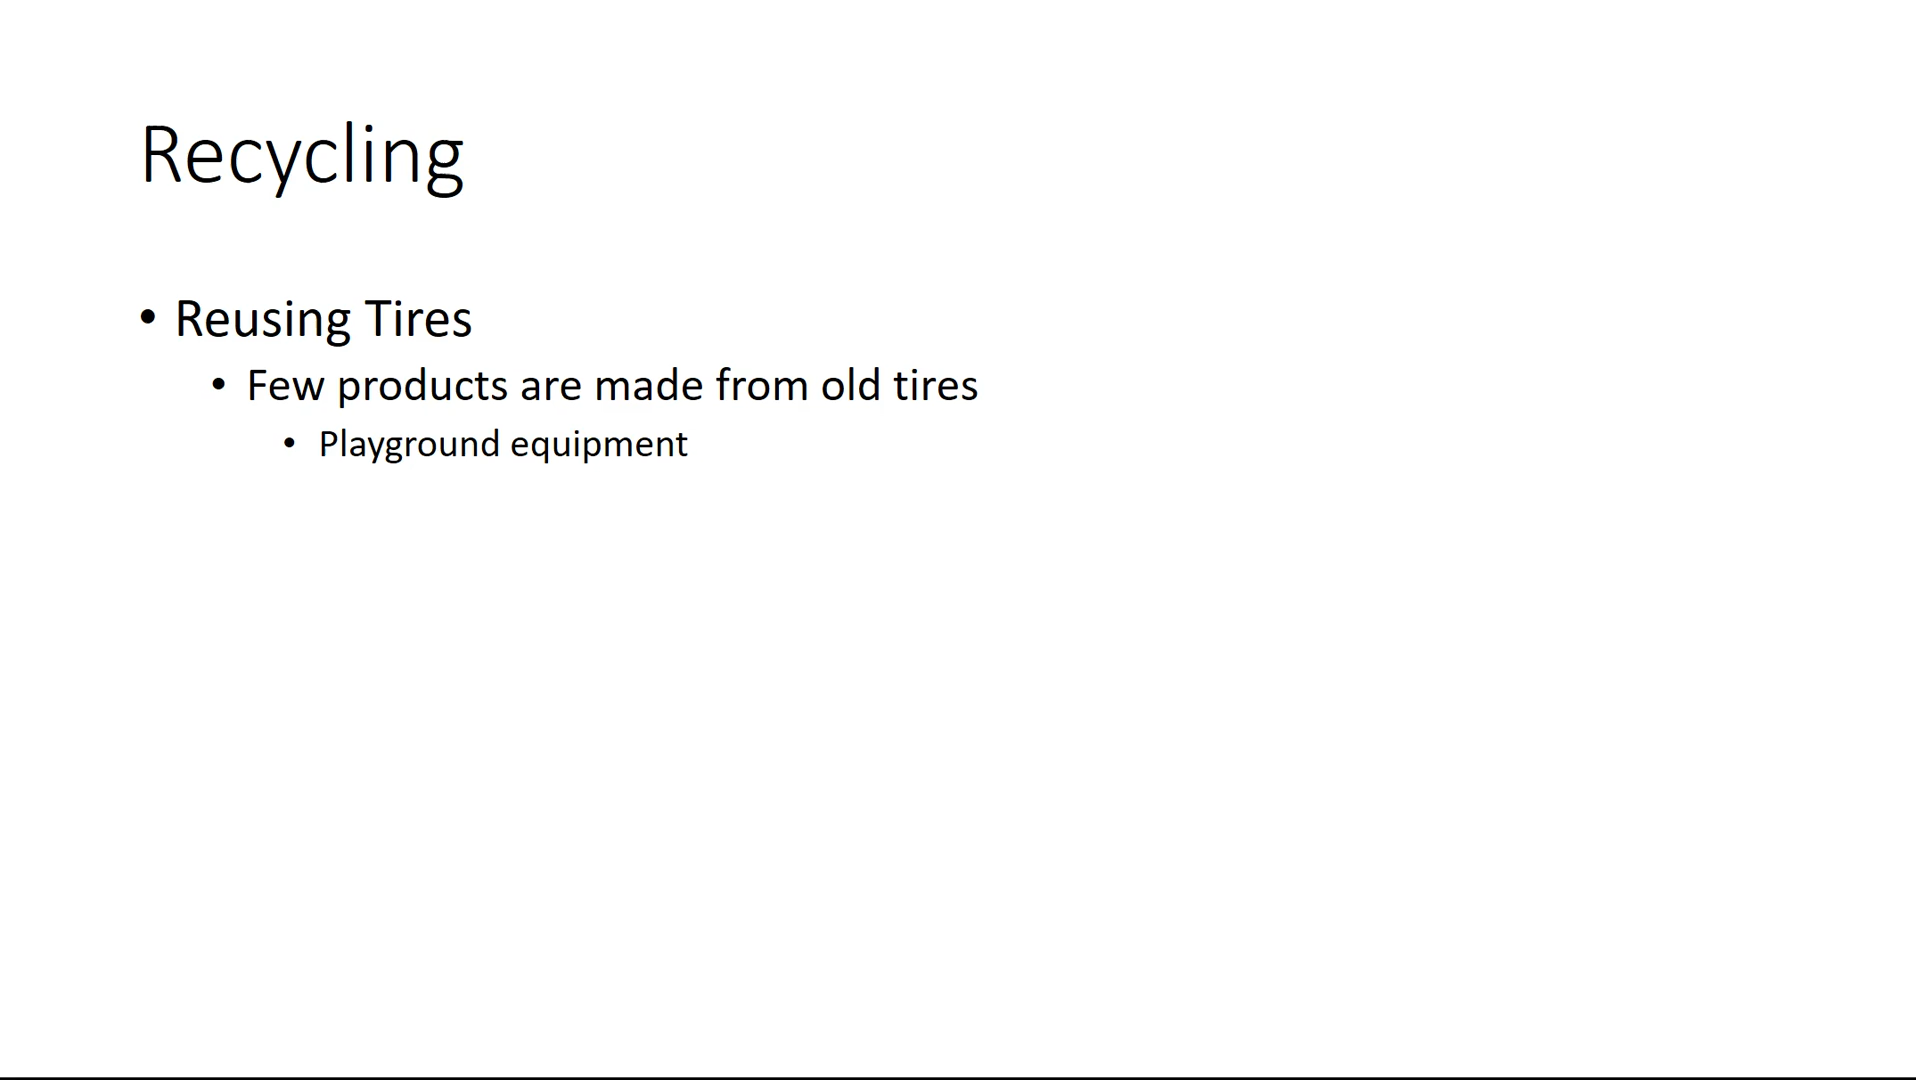 Recycling
• Reusing Tires
• Few products are made from old tires
• Playground equipment